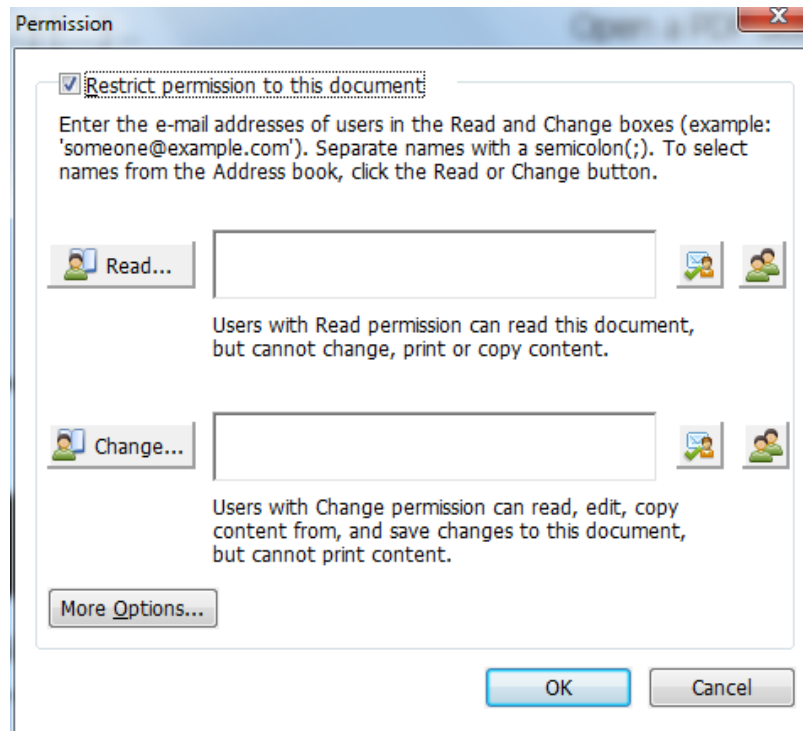 Permission
Open a PDF
Restrict permission to this document
Enter the e-mail addresses of users in the Read and Change boxes (example:
'someone@example.com'). Separate names with a semicolon(;). To select
names from the Address book, click the Read or Change button.
Read...
Users with Read permission can read this document,
but cannot change, print or copy content.
Change...
Users with Change permission can read, edit, copy
content from, and save changes to this document,
but cannot print content.
More Options...
OK
Cancel